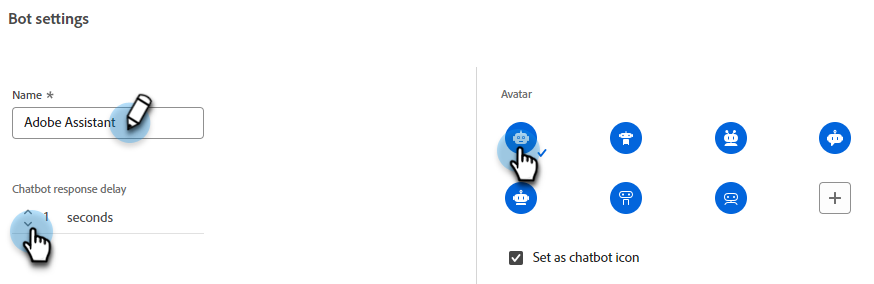 Bot settings
Name *
Adobe Assistant
Chatbot response delay
1 seconds
Avatar
Set as chatbot icon